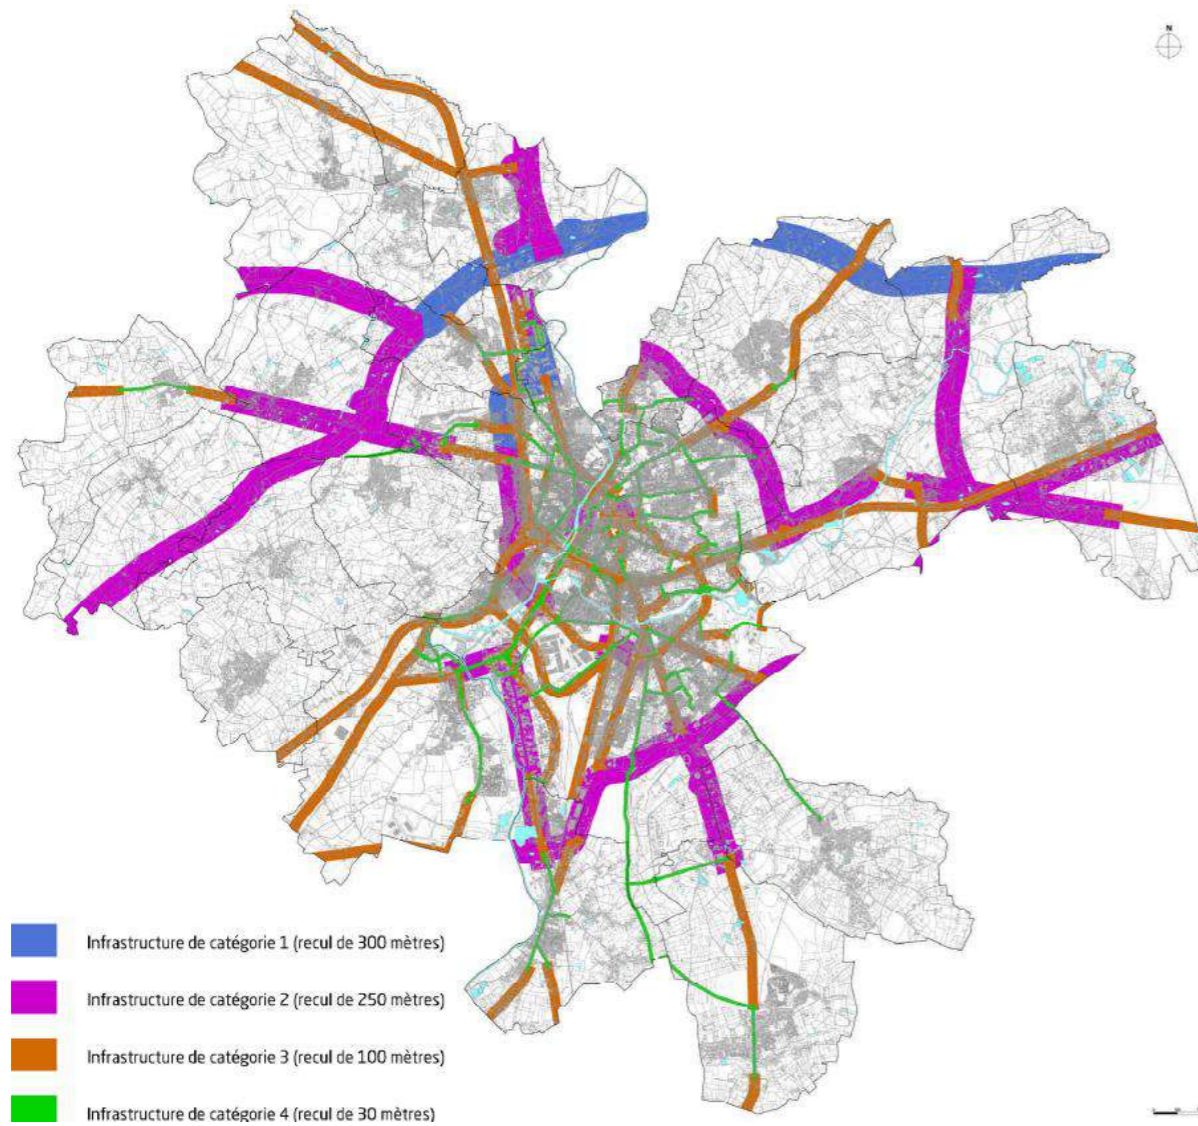 N
Infrastructure de catégorie 1 (recul de 300 mètres)
Infrastructure de catégorie 2 (recul de 250 mètres)
Infrastructure de catégorie 3 (recul de 100 mètres)
Infrastructure de catégorie 4 (recul de 30 mètres)